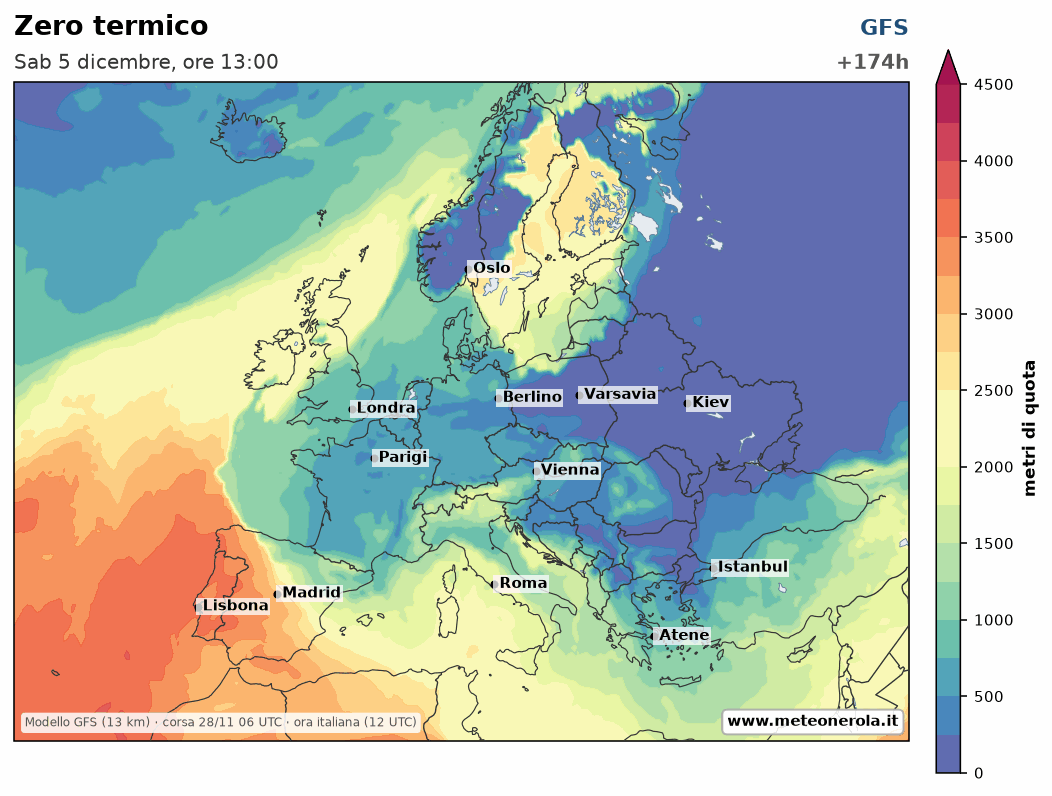 Zero termico
GFS
Sab 5 dicembre, ore 13:00
+174h
4500
4000
3500
3000
2500
2000
1500
1000
500
0
metri di quota
Oslo
Berlino
Varsavia
Kiev
Londra
Parigi
Vienna
Istanbul
Roma
Madrid
Lisbona
Atene
Modello GFS (13 km) · corsa 28/11 06 UTC · ora italiana (12 UTC)
www.meteonerola.it